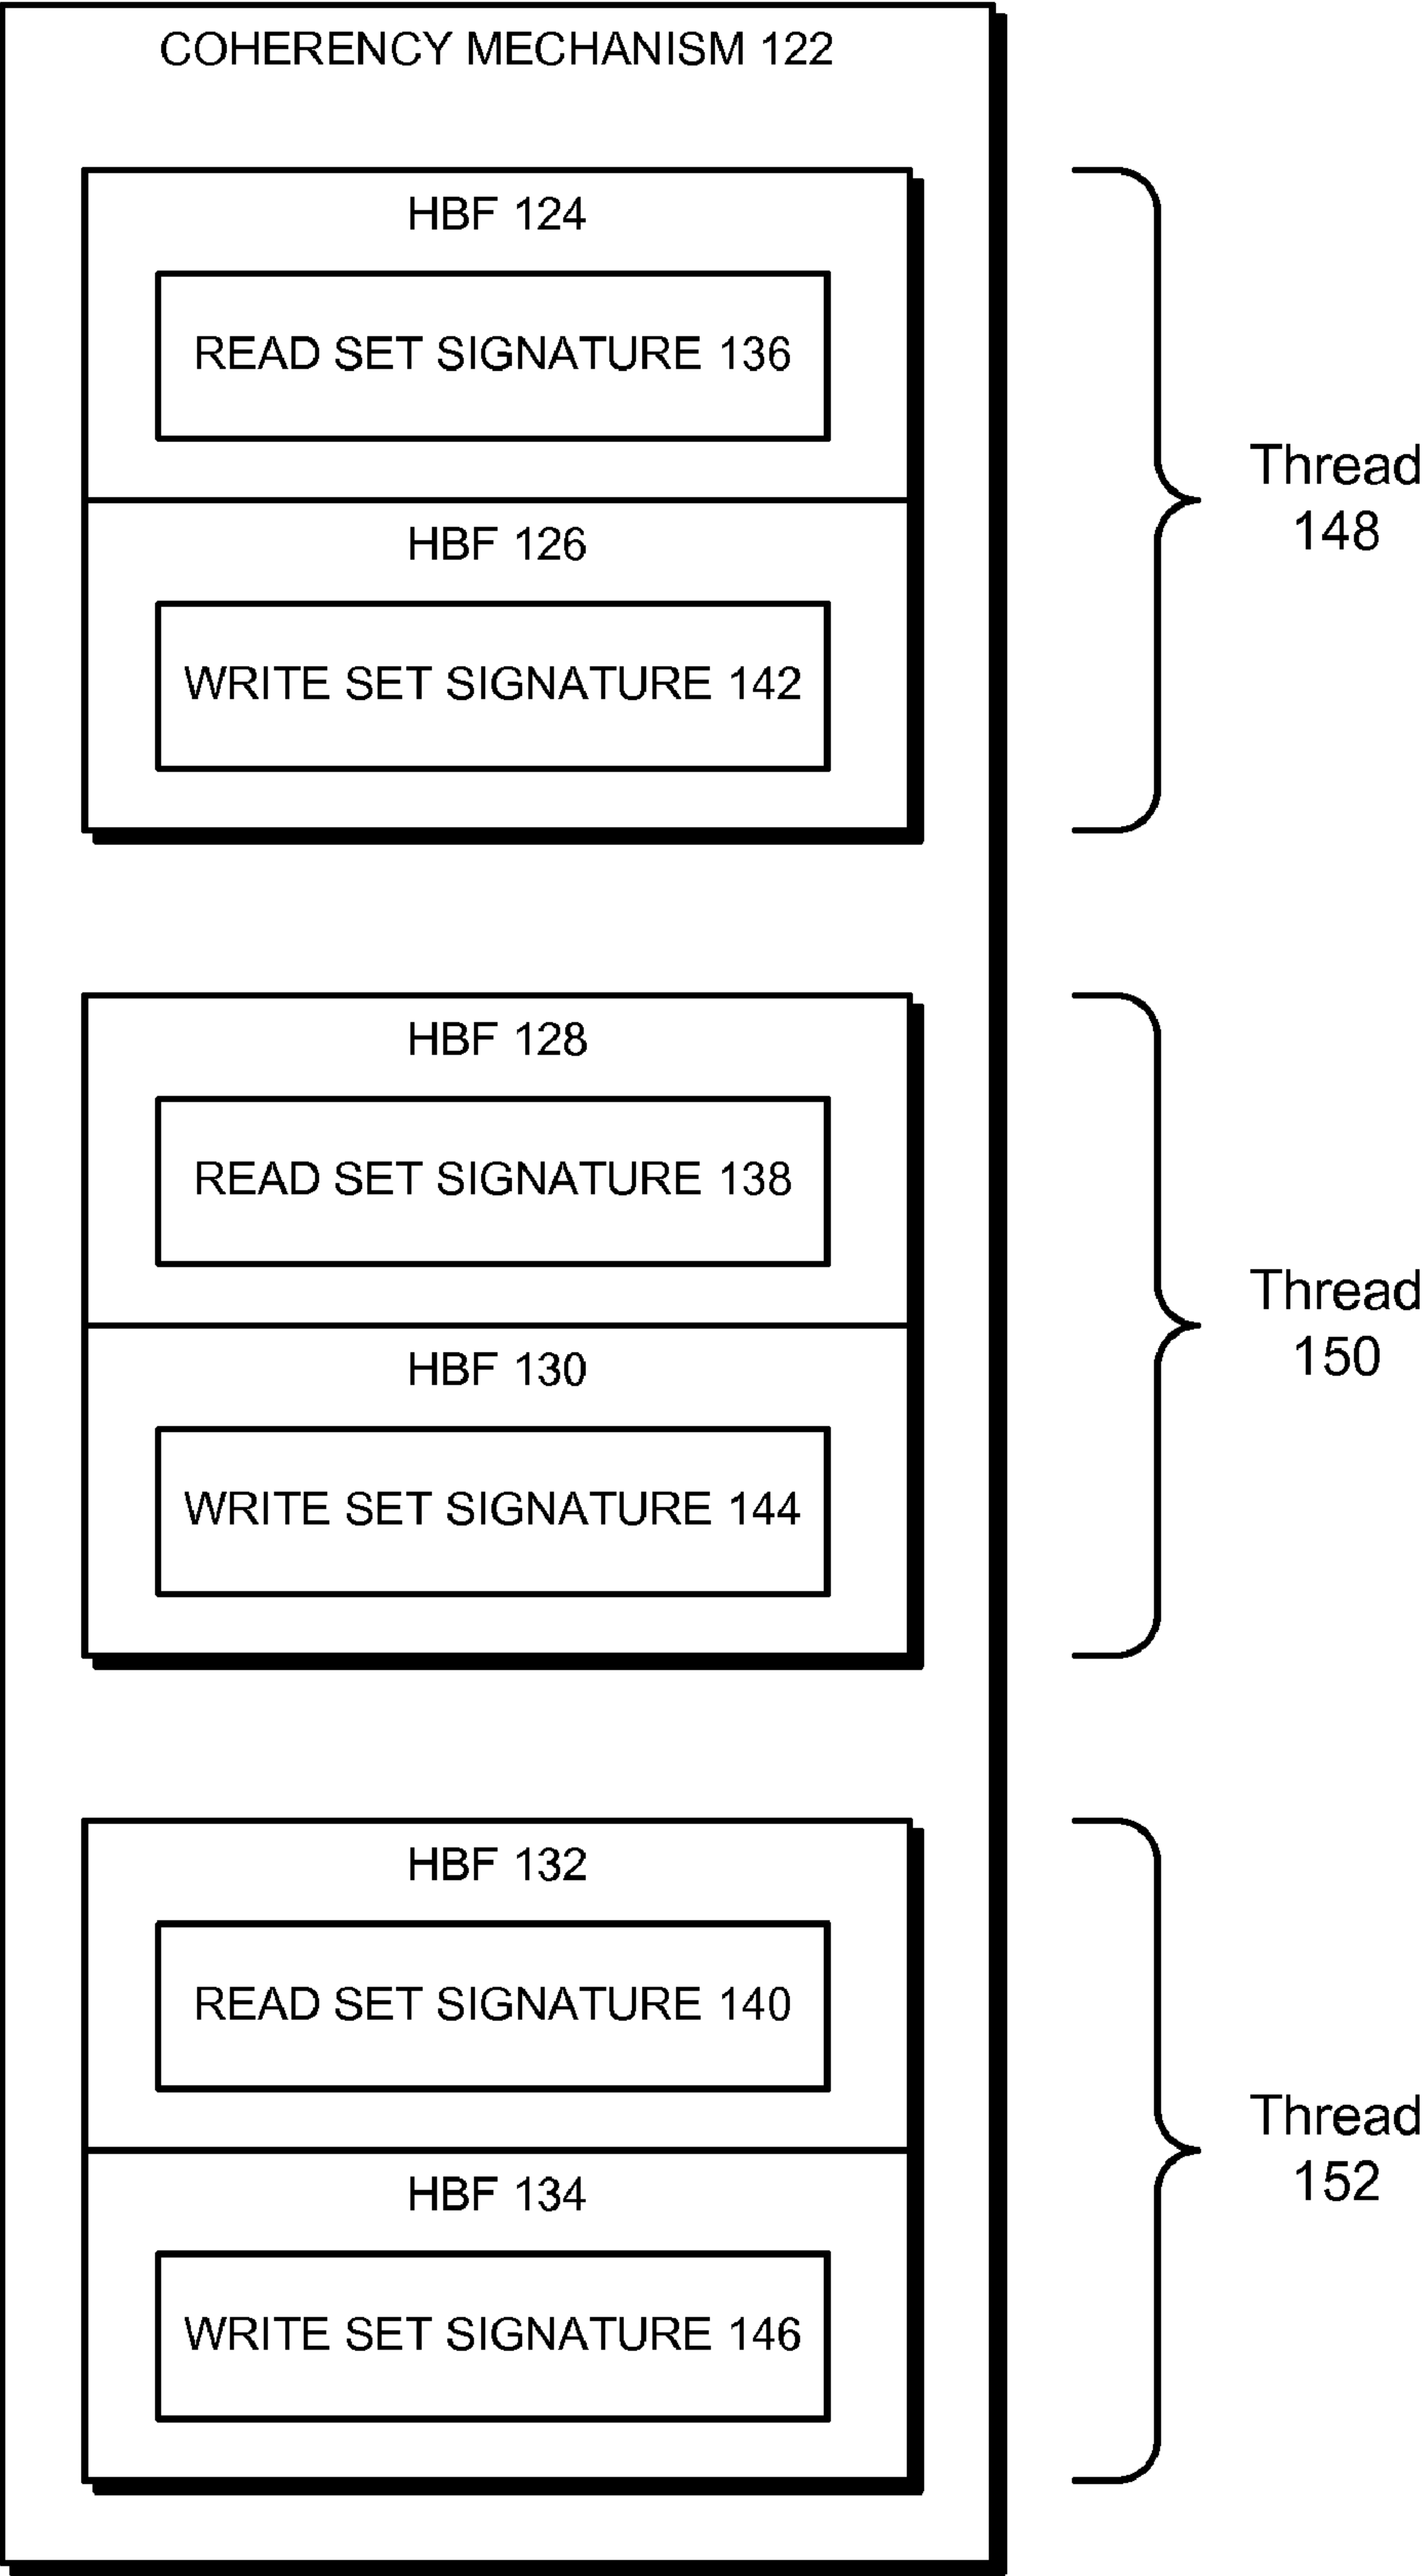 COHERENCY MECHANISM 122
HBF 124
READ SET SIGNATURE 136
HBF 126
WRITE SET SIGNATURE 142
Thread
148
HBF 128
READ SET SIGNATURE 138
HBF 130
WRITE SET SIGNATURE 144
Thread
150
HBF 132
READ SET SIGNATURE 140
HBF 134
WRITE SET SIGNATURE 146
Thread
152